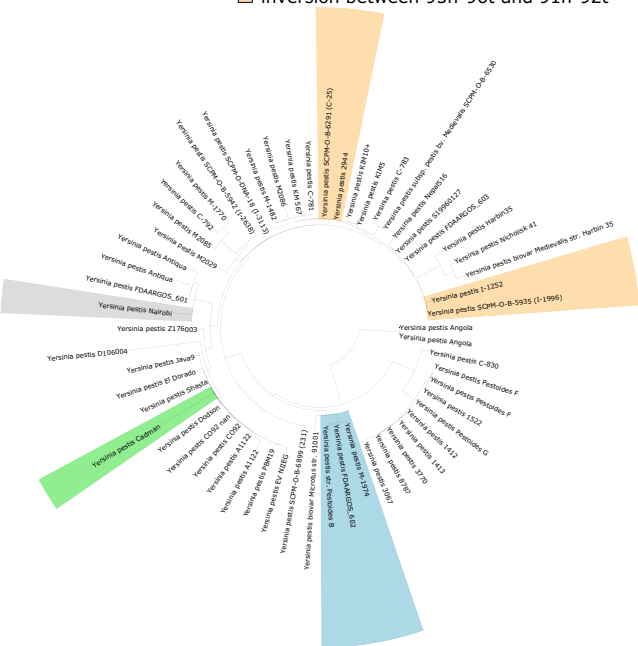 inversion between 95h-96t and 91h-92t
Yersinia pestis SCPM-O-B-6291 (C-25)
Yersinia pestis 2944
Yersinia pestis KIM10+
Yersinia pestis KIM5
Yersinia pestis C-783
Yersinia pestis subsp. pestis bv. Medievalis SCPM-O-B-6530
Yersinia pestis Nepal516
Yersinia pestis S19960127
Yersinia pestis FDAARGOS_603
Yersinia pestis Harbin35
Yersinia pestis Nicholisk 41
Yersinia pestis biovar Medievalis str. Harbin 35
Yersinia pestis I-1252
Yersinia pestis SCPM-O-B-5935 (I-1996)
Yersinia pestis Angola
Yersinia pestis Angola
Yersinia pestis C-830
Yersinia pestis Pestoides F
Yersinia pestis Pestoides F
Yersinia pestis 1522
Yersinia pestis Pestoides G
Yersinia pestis 1412
Yersinia pestis 1413
Yersinia pestis 3770
Yersinia pestis 8787
Yersinia pestis 3067
Yersinia pestis M-1974
Yersinia pestis FDAARGOS_602
Yersinia pestis str. Pestoides B
Yersinia pestis biovar Microtus str. 91001
Yersinia pestis SCPM-O-B-6899 (231)
Yersinia pestis EV NIIEG
Yersinia pestis PBM19
Yersinia pestis A1122
Yersinia pestis A1122
Yersinia pestis CO92
Yersinia pestis CO92_nan
Yersinia pestis Dodson
Yersinia pestis Cadman
Yersinia pestis Shasta
Yersinia pestis El Dorado
Yersinia pestis Java9
Yersinia pestis D106004
Yersinia pestis Z176003
Yersinia pestis Nairobi
Yersinia pestis FDAARGOS_601
Yersinia pestis Antiqua
Yersinia pestis Antiqua
Yersinia pestis M2029
Yersinia pestis M2085
Yersinia pestis C-792
Yersinia pestis M-1770
Yersinia pestis SCPM-O-B-5942 (I-2638)
Yersinia pestis SCPM-O-DNA-18 (I-3113)
Yersinia pestis M-1482
Yersinia pestis M2086
Yersinia pestis KM 567
Yersinia pestis C-781